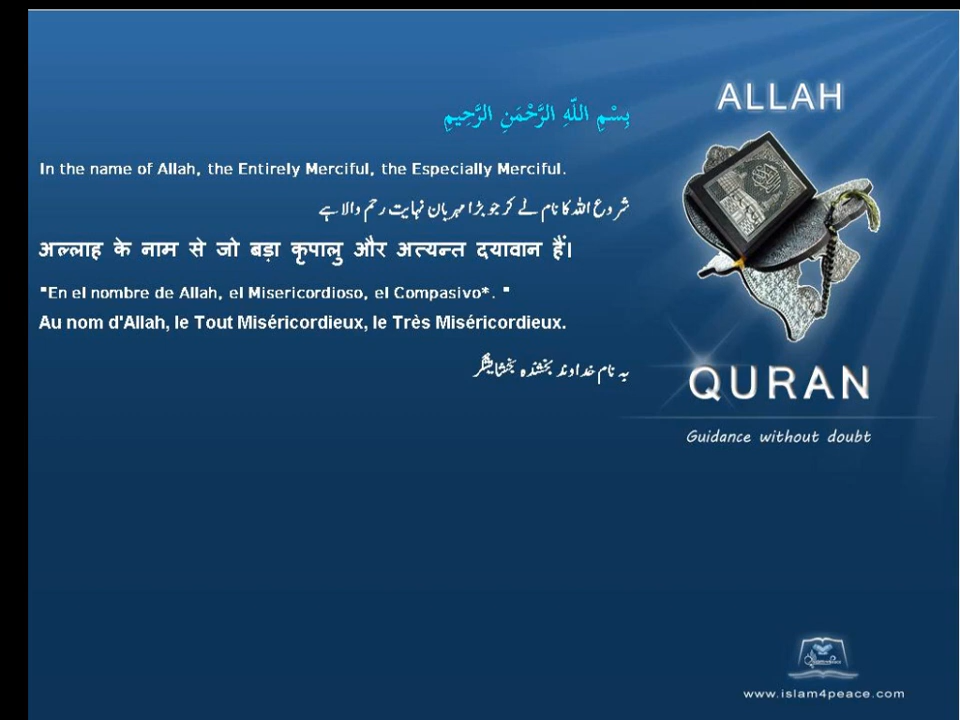 بِسْمِ اللّهِ الرَّحْمَنِ الرَّحِيمِ
In the name of Allah, the Entirely Merciful, the Especially Merciful.
شروع الله کا نام لے کر جو بڑا مہربان نہایت رحم والا ہے
अल्लाह के नाम से जो बड़ा कृपालु और अत्यन्त दयावान हैं।
"En el nombre de Allah, el Misericordioso, el Compasivo*. "
Au nom d'Allah, le Tout Miséricordieux, le Très Miséricordieux.
به نام خداوند بخشنده بخشایشگر
ALLAH
QURAN
Guidance without doubt
www.islam4peace.com